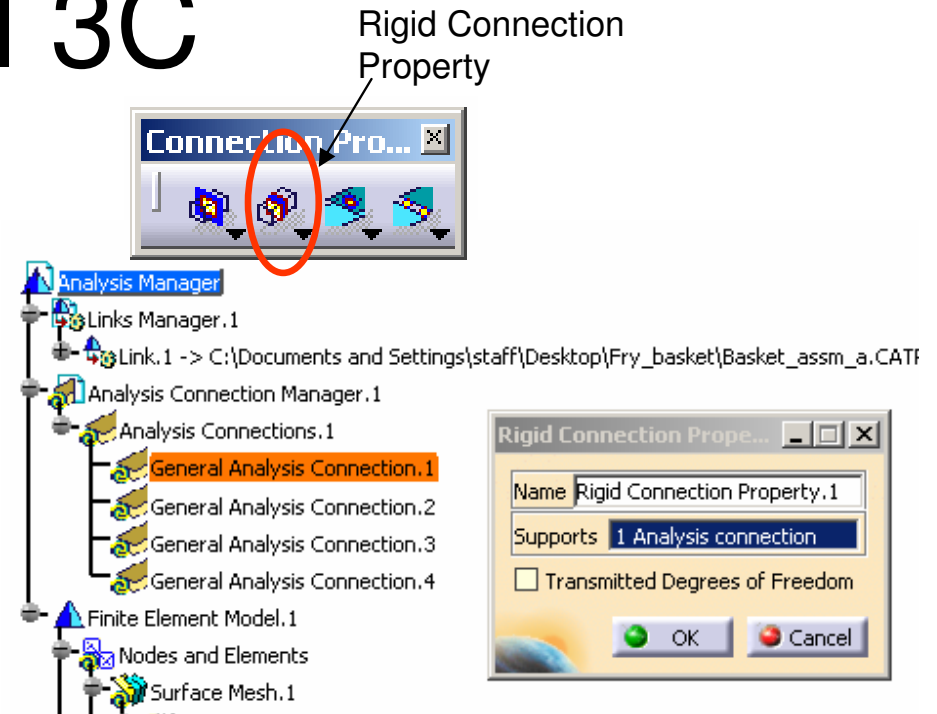 3C
Rigid Connection
Property
Connection Pro...
Analysis Manager
Links Manager.1
Link.1 -> C:\Documents and Settings\staff\Desktop\Fry_basket\Basket_assm_a.CATP
Analysis Connection Manager.1
Analysis Connections.1
General Analysis Connection.1
General Analysis Connection.2
General Analysis Connection.3
General Analysis Connection.4
Finite Element Model.1
Nodes and Elements
Surface Mesh.1
Rigid Connection Prope...
Name Rigid Connection Property.1
Supports 1 Analysis connection
Transmitted Degrees of Freedom
OK Cancel